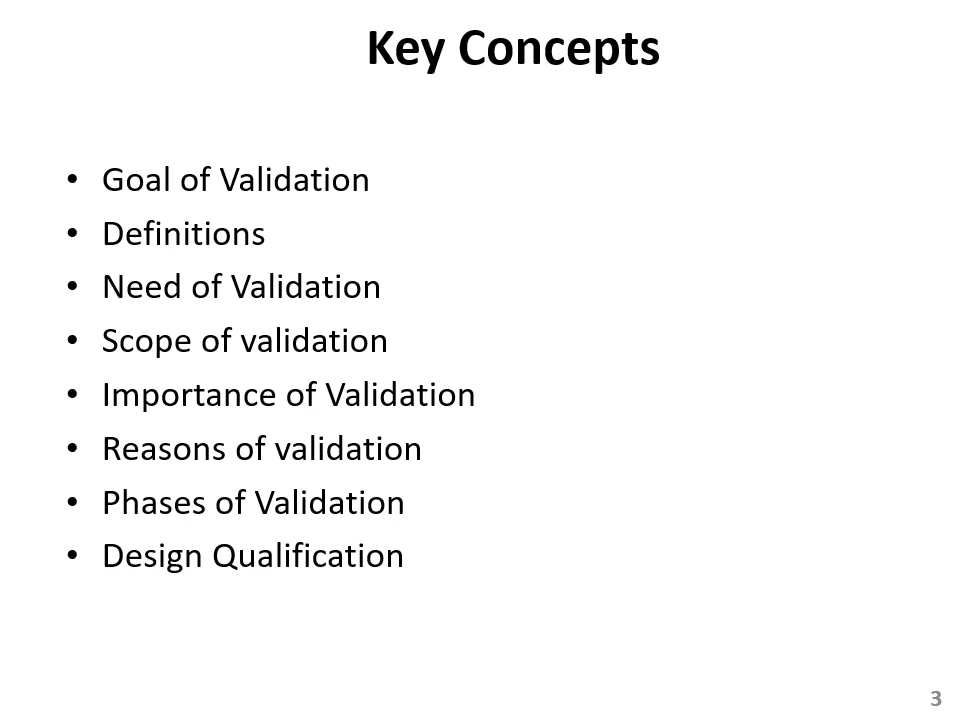 Key Concepts
• Goal of Validation
• Definitions
• Need of Validation
• Scope of validation
• Importance of Validation
• Reasons of validation
• Phases of Validation
• Design Qualification
3